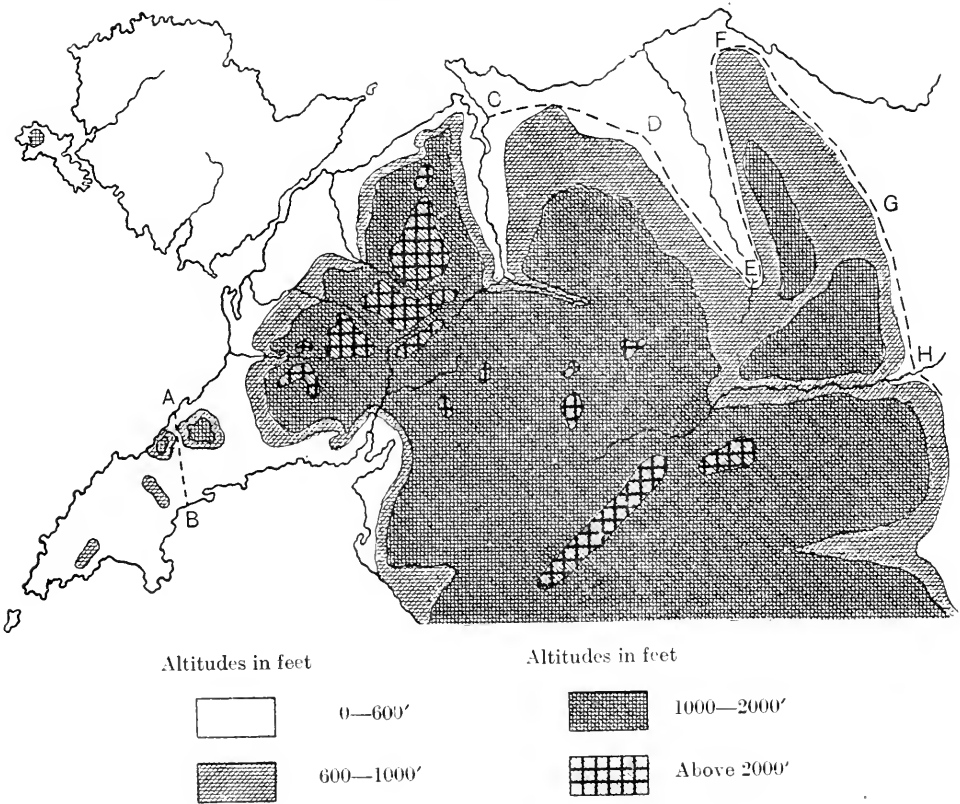 F
C
D
G
E
H
A
B
Altitudes in feet
Altitudes in feet
0—600′
1000—2000′
600—1000′
Above 2000′